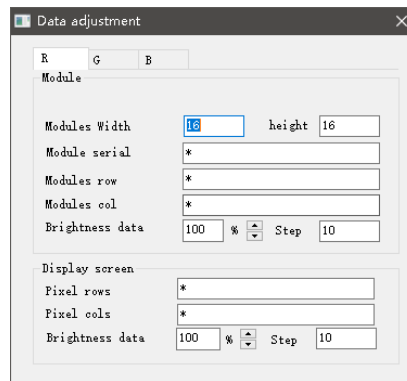 Data adjustment
R G B
Module
Modules Width 16 height 16
Module serial *
Modules row *
Modules col *
Brightness data 100 % Step 10
Display screen
Pixel rows *
Pixel cols *
Brightness data 100 % Step 10